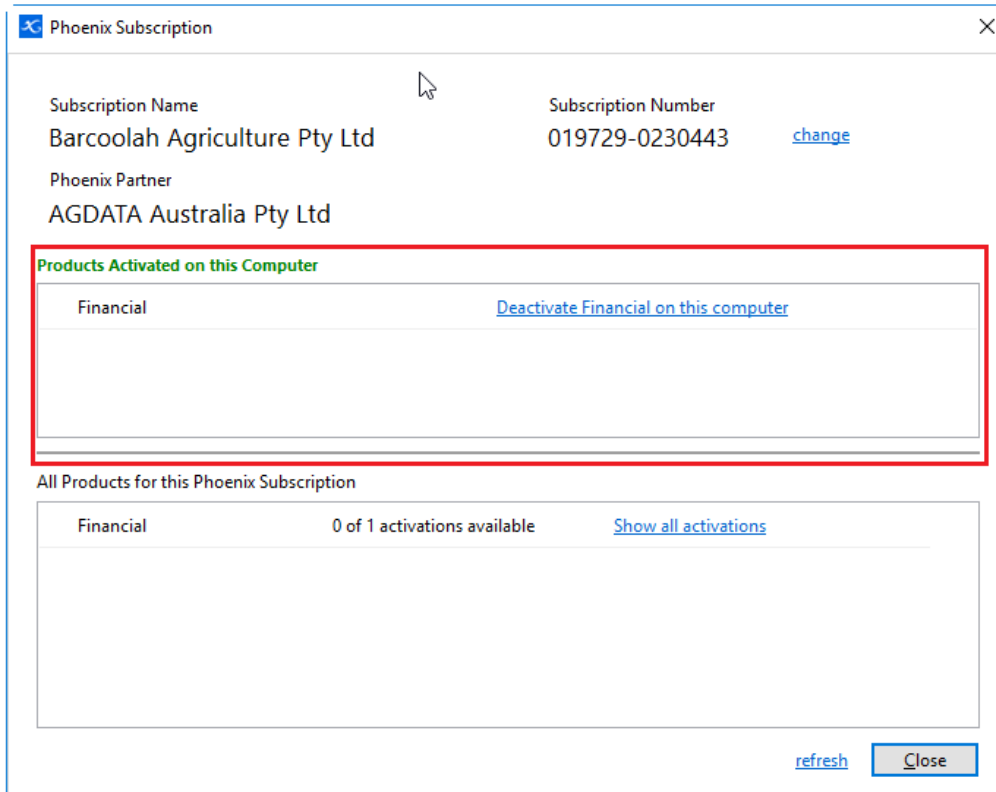 Phoenix Subscription
Subscription Name Subscription Number
Barcoolah Agriculture Pty Ltd 019729-0230443 change
Phoenix Partner
AGDATA Australia Pty Ltd
Products Activated on this Computer
Financial Deactivate Financial on this computer
All Products for this Phoenix Subscription
Financial 0 of 1 activations available Show all activations
refresh Close